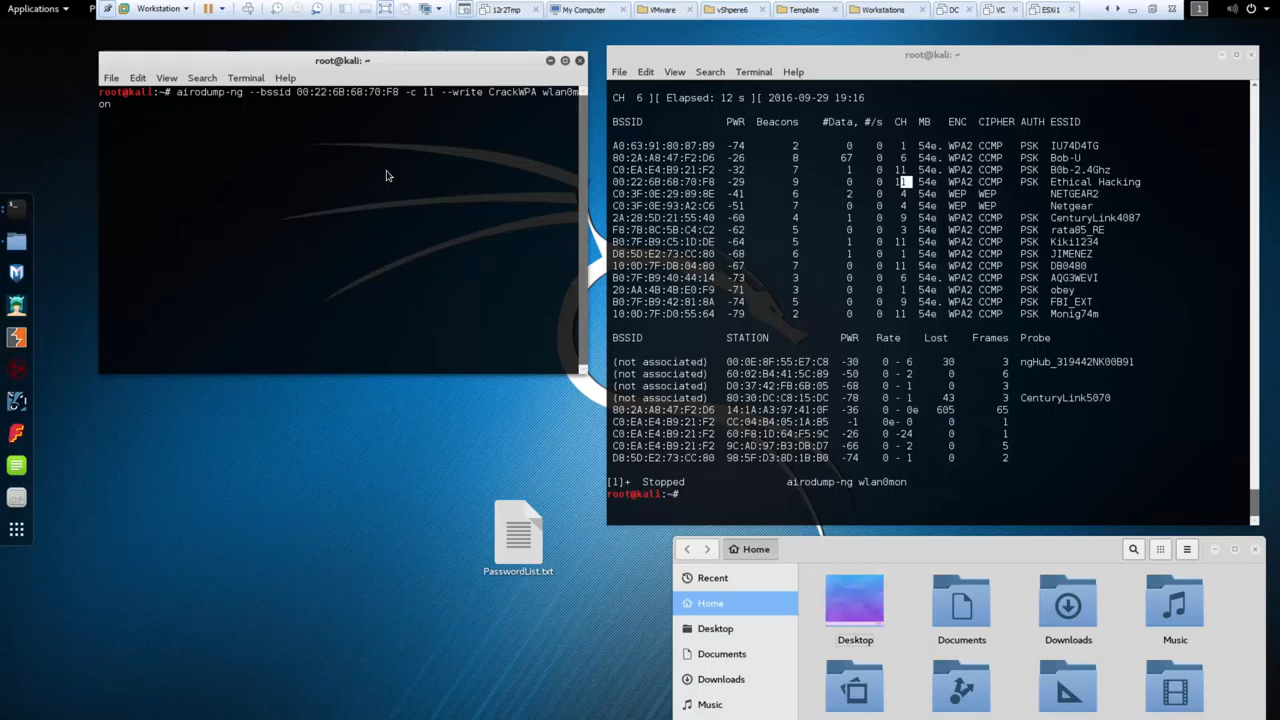 Applications
P
Workstation
12r2Tmp
My Computer
VMware
vShpere6
Template
Workstations
DC
VC
ESXi1
1
root@kali: ~
File Edit View Search Terminal Help
root@kali:~# airodump-ng --bssid 00:22:6B:68:70:F8 -c 11 --write CrackWPA wlan0m
on
root@kali: ~
File Edit View Search Terminal Help
CH 6 ][ Elapsed: 12 s ][ 2016-09-29 19:16
BSSID PWR Beacons #Data, #/s CH MB ENC CIPHER AUTH ESSID
A0:63:91:80:87:B9 -74 2 0 0 1 54e. WPA2 CCMP PSK IU74D4TG
80:2A:A8:47:F2:D6 -26 8 67 0 6 54e. WPA2 CCMP PSK Bob-U
C0:EA:E4:B9:21:F2 -32 7 1 0 11 54e. WPA2 CCMP PSK B0b-2.4Ghz
00:22:6B:68:70:F8 -29 9 0 0 11 54e WPA2 CCMP PSK Ethical Hacking
C0:3F:0E:29:89:8E -41 6 2 0 4 54e WEP WEP NETGEAR2
C0:3F:0E:93:A2:C6 -57 7 0 0 4 54e WEP WEP Netgear
2A:28:5D:21:55:40 -60 4 1 0 9 54e WPA2 CCMP PSK CenturyLink4087
F8:7B:8C:5B:C4:C2 -62 5 0 0 3 54e WPA2 CCMP PSK rata85_RE
B0:7F:B9:C5:1D:DE -64 5 1 0 11 54e WPA2 CCMP PSK Kiki1234
D8:5D:E2:73:CC:80 -68 6 1 0 1 54e. WPA2 CCMP PSK JIMENEZ
10:0D:7F:DB:04:80 -67 7 0 0 11 54e WPA2 CCMP PSK DB0480
B0:7F:B9:40:44:14 -73 3 0 0 6 54e WPA2 CCMP PSK AQG3WEVI
20:AA:4B:4B:E0:F9 -71 3 0 0 1 54e WPA2 CCMP PSK obey
B0:7F:B9:42:81:8A -74 5 0 0 9 54e. WPA2 CCMP PSK FBI_EXT
10:0D:7F:D0:55:64 -79 2 0 0 11 54e WPA2 CCMP PSK Monig74m
BSSID STATION PWR Rate Lost Frames Probe
(not associated) 00:0E:8F:55:E7:C8 -30 0 - 6 30 3 ngHub_319442NK00B91
(not associated) 60:02:B4:41:5C:89 -50 0 - 2 0 6
(not associated) D0:37:42:FB:6B:05 -68 0 - 1 0 3
(not associated) 80:30:DC:C8:15:DC -78 0 - 1 43 3 CenturyLink5070
80:2A:A8:47:F2:D6 14:1A:A3:97:41:0F -36 0 - 0e 605 65
C0:EA:E4:B9:21:F2 CC:04:B4:05:1A:B5 -1 0e- 0 0 1
C0:EA:E4:B9:21:F2 60:F8:1D:64:F5:9C -26 0 -24 0 1
C0:EA:E4:B9:21:F2 9C:AD:97:B3:DB:D7 -66 0 - 2 0 5
D8:5D:E2:73:CC:80 98:5F:D3:8D:1B:B0 -74 0 - 1 0 2
[1]+ Stopped airodump-ng wlan0mon
root@kali:~#
PasswordList.txt
Home
Recent
Home
Desktop
Documents
Downloads
Music
Desktop
Documents
Downloads
Music